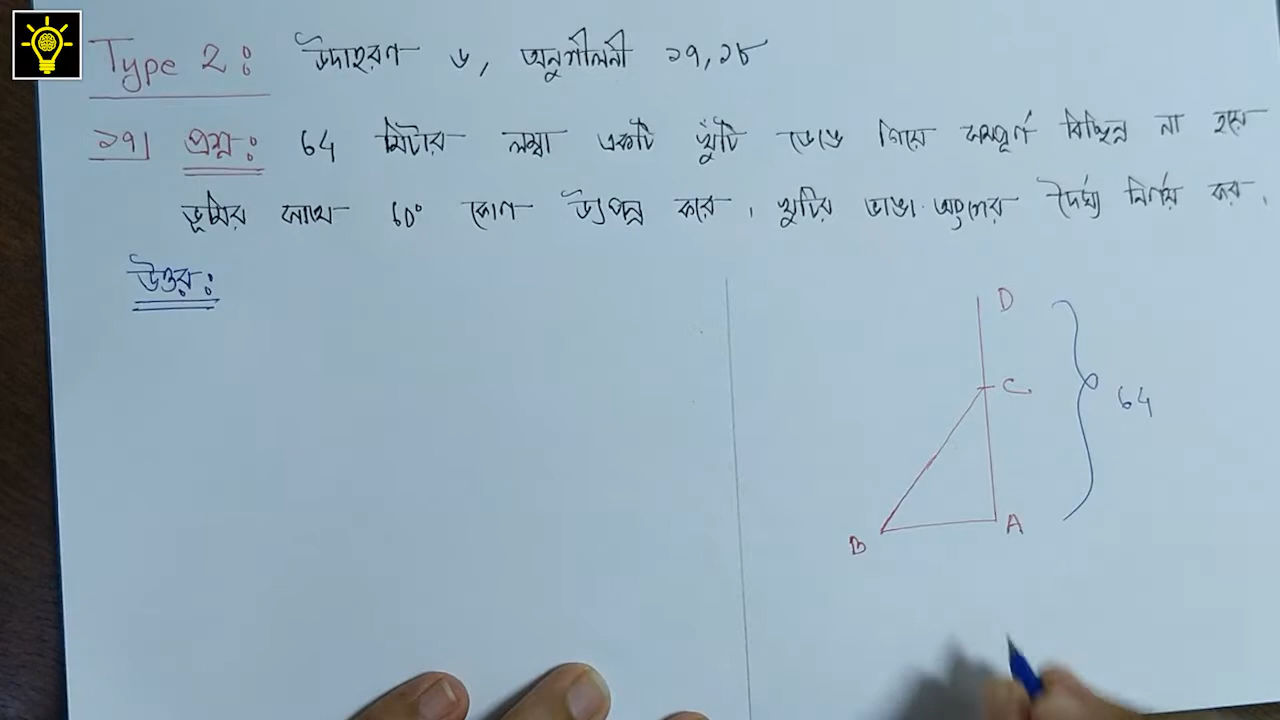 Type 2: উদাহরণ ৬, অনুশীলনী ১৭, ১৮
১৭| প্রশ্ন: 64 মিটার লম্বা একটি খুঁটি ভেঙে গিয়ে সম্পূর্ণ বিচ্ছিন্ন না হয়ে
ভূমির সাথে 60° কোণ উৎপন্ন করে। খুটির ভাঙা অংশের দৈর্ঘ্য নির্ণয় কর।
উত্তর:
D
C
64
B
A